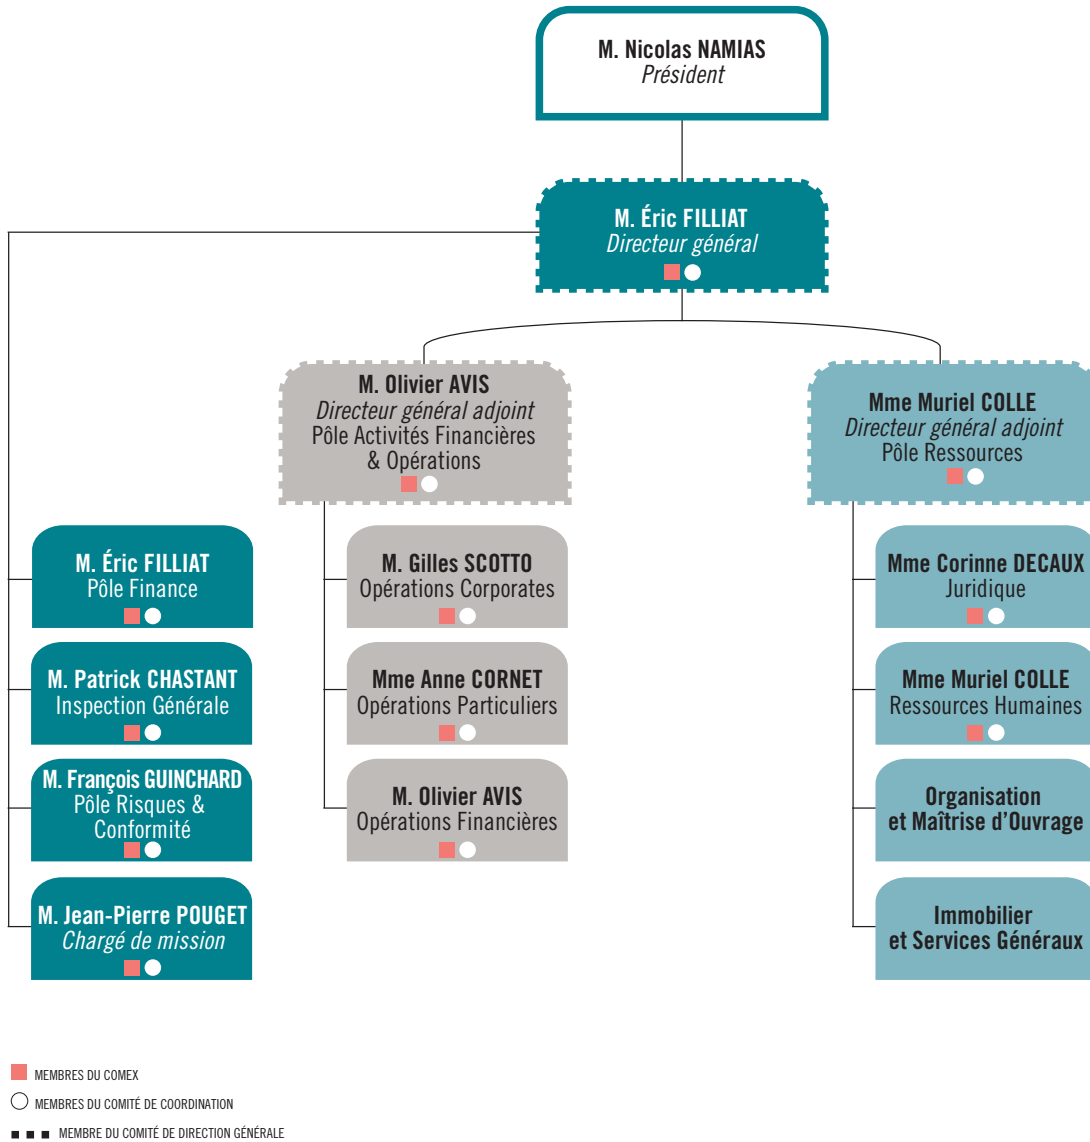 M. Nicolas NAMIAS
Président
M. Éric FILLIAT
Directeur général
M. Olivier AVIS
Directeur général adjoint
Pôle Activités Financières
& Opérations
Mme Muriel COLLE
Directeur général adjoint
Pôle Ressources
M. Éric FILLIAT
Pôle Finance
M. Patrick CHASTANT
Inspection Générale
M. François GUINCHARD
Pôle Risques &
Conformité
M. Jean-Pierre POUGET
Chargé de mission
M. Gilles SCOTTO
Opérations Corporates
Mme Anne CORNET
Opérations Particuliers
M. Olivier AVIS
Opérations Financières
Mme Corinne DECAUX
Juridique
Mme Muriel COLLE
Ressources Humaines
Organisation
et Maîtrise d'Ouvrage
Immobilier
et Services Généraux
MEMBRES DU COMEX
MEMBRES DU COMITÉ DE COORDINATION
MEMBRE DU COMITÉ DE DIRECTION GÉNÉRALE